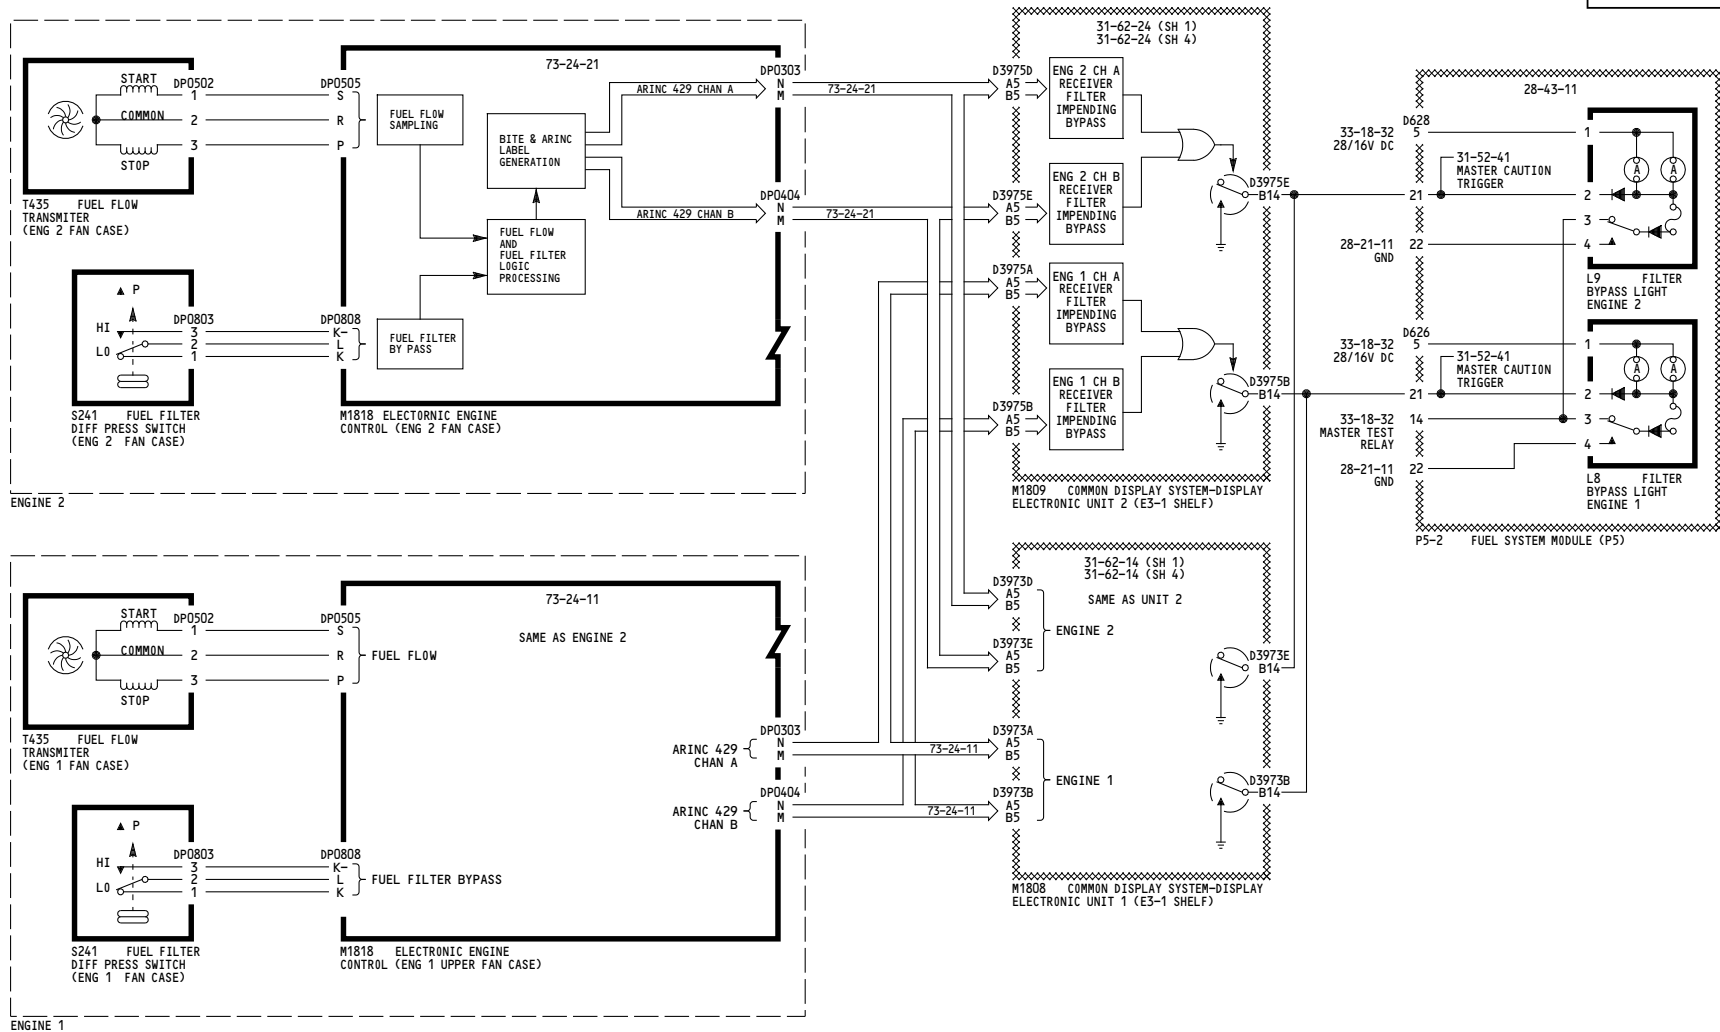 73-24-21
START
DP0502
1
COMMON
2
3
STOP
T435 FUEL FLOW
TRANSMITER
(ENG 2 FAN CASE)
DP0505
S
R
P
FUEL FLOW
SAMPLING
BITE & ARINC
LABEL
GENERATION
FUEL FLOW
AND
FUEL FILTER
LOGIC
PROCESSING
FUEL FILTER
BY PASS
▲ P
HI
LO
DP0803
3
2
1
DP0808
K-
L
K
S241 FUEL FILTER
DIFF PRESS SWITCH
(ENG 2 FAN CASE)
M1818 ELECTORNIC ENGINE
CONTROL (ENG 2 FAN CASE)
ENGINE 2
ARINC 429 CHAN A
DP0303
N
M
73-24-21
ARINC 429 CHAN B
DP0404
N
M
73-24-21
31-62-24 (SH 1)
31-62-24 (SH 4)
D3975D
A5
B5
ENG 2 CH A
RECEIVER
FILTER
IMPENDING
BYPASS
D3975E
A5
B5
ENG 2 CH B
RECEIVER
FILTER
IMPENDING
BYPASS
D3975E
B14
D3975A
A5
B5
ENG 1 CH A
RECEIVER
FILTER
IMPENDING
BYPASS
D3975B
A5
B5
ENG 1 CH B
RECEIVER
FILTER
IMPENDING
BYPASS
D3975B
B14
M1809 COMMON DISPLAY SYSTEM-DISPLAY
ELECTRONIC UNIT 2 (E3-1 SHELF)
28-43-11
D628
33-18-32
28/16V DC
5
31-52-41
MASTER CAUTION
TRIGGER
21
28-21-11
GND
22
1
2
3
4
A
A
L9 FILTER
BYPASS LIGHT
ENGINE 2
D626
33-18-32
28/16V DC
5
31-52-41
MASTER CAUTION
TRIGGER
21
33-18-32
MASTER TEST
RELAY
14
28-21-11
GND
22
1
2
3
4
A
A
L8 FILTER
BYPASS LIGHT
ENGINE 1
P5-2 FUEL SYSTEM MODULE (P5)
73-24-11
SAME AS ENGINE 2
START
DP0502
1
COMMON
2
3
STOP
T435 FUEL FLOW
TRANSMITER
(ENG 1 FAN CASE)
DP0505
S
R
P
FUEL FLOW
▲ P
HI
LO
DP0803
3
2
1
DP0808
K-
L
K
FUEL FILTER BYPASS
S241 FUEL FILTER
DIFF PRESS SWITCH
(ENG 1 FAN CASE)
M1818 ELECTRONIC ENGINE
CONTROL (ENG 1 UPPER FAN CASE)
ENGINE 1
ARINC 429
CHAN A
DP0303
N
M
73-24-11
ARINC 429
CHAN B
DP0404
N
M
73-24-11
31-62-14 (SH 1)
31-62-14 (SH 4)
SAME AS UNIT 2
D3973D
A5
B5
D3973E
A5
B5
ENGINE 2
D3973A
A5
B5
D3973B
A5
B5
ENGINE 1
D3973E
B14
D3973B
B14
M1808 COMMON DISPLAY SYSTEM-DISPLAY
ELECTRONIC UNIT 1 (E3-1 SHELF)